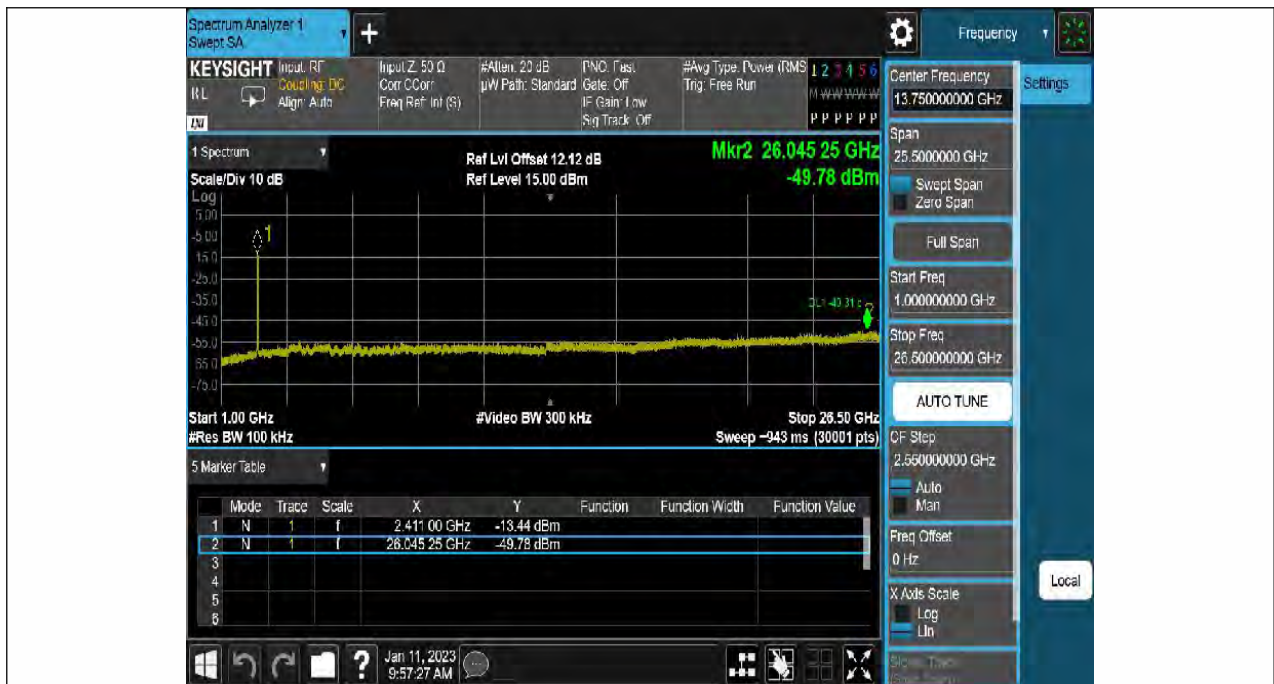 Spectrum Analyzer 1
Swept SA
+
Frequency
KEYSIGHT
RL
Input: RF
Coupling: DC
Align: Auto
Input Z: 50 Ω
Corr CCorr
Freq Ref: Int (S)
#Atten: 20 dB
µW Path: Standard
PNO: Fast
Gate: Off
IF Gain: Low
Sig Track: Off
#Avg Type: Power (RMS
Trig: Free Run
1 2 3 4 5 6
M W W W W W
P P P P P P
1 Spectrum
Scale/Div 10 dB
Ref Lvl Offset 12.12 dB
Ref Level 15.00 dBm
Mkr2 26.045 25 GHz
-49.78 dBm
Log
5.00
-5.00
-15.0
-25.0
-35.0
-45.0
-55.0
-65.0
-75.0
1
Start 1.00 GHz
#Video BW 300 kHz
Stop 26.50 GHz
#Res BW 100 kHz
Sweep ~943 ms (30001 pts)
5 Marker Table
Mode Trace Scale X Y Function Function Width Function Value
1 N 1 f 2.411 00 GHz -13.44 dBm
2 N 1 f 26.045 25 GHz -49.78 dBm
3
4
5
6
Jan 11, 2023
9:57:27 AM
Center Frequency
13.750000000 GHz
Settings
Span
25.5000000 GHz
Swept Span
Zero Span
Full Span
Start Freq
1.000000000 GHz
Stop Freq
26.500000000 GHz
AUTO TUNE
CF Step
2.550000000 GHz
Auto
Man
Freq Offset
0 Hz
X Axis Scale
Log
Lin
Local